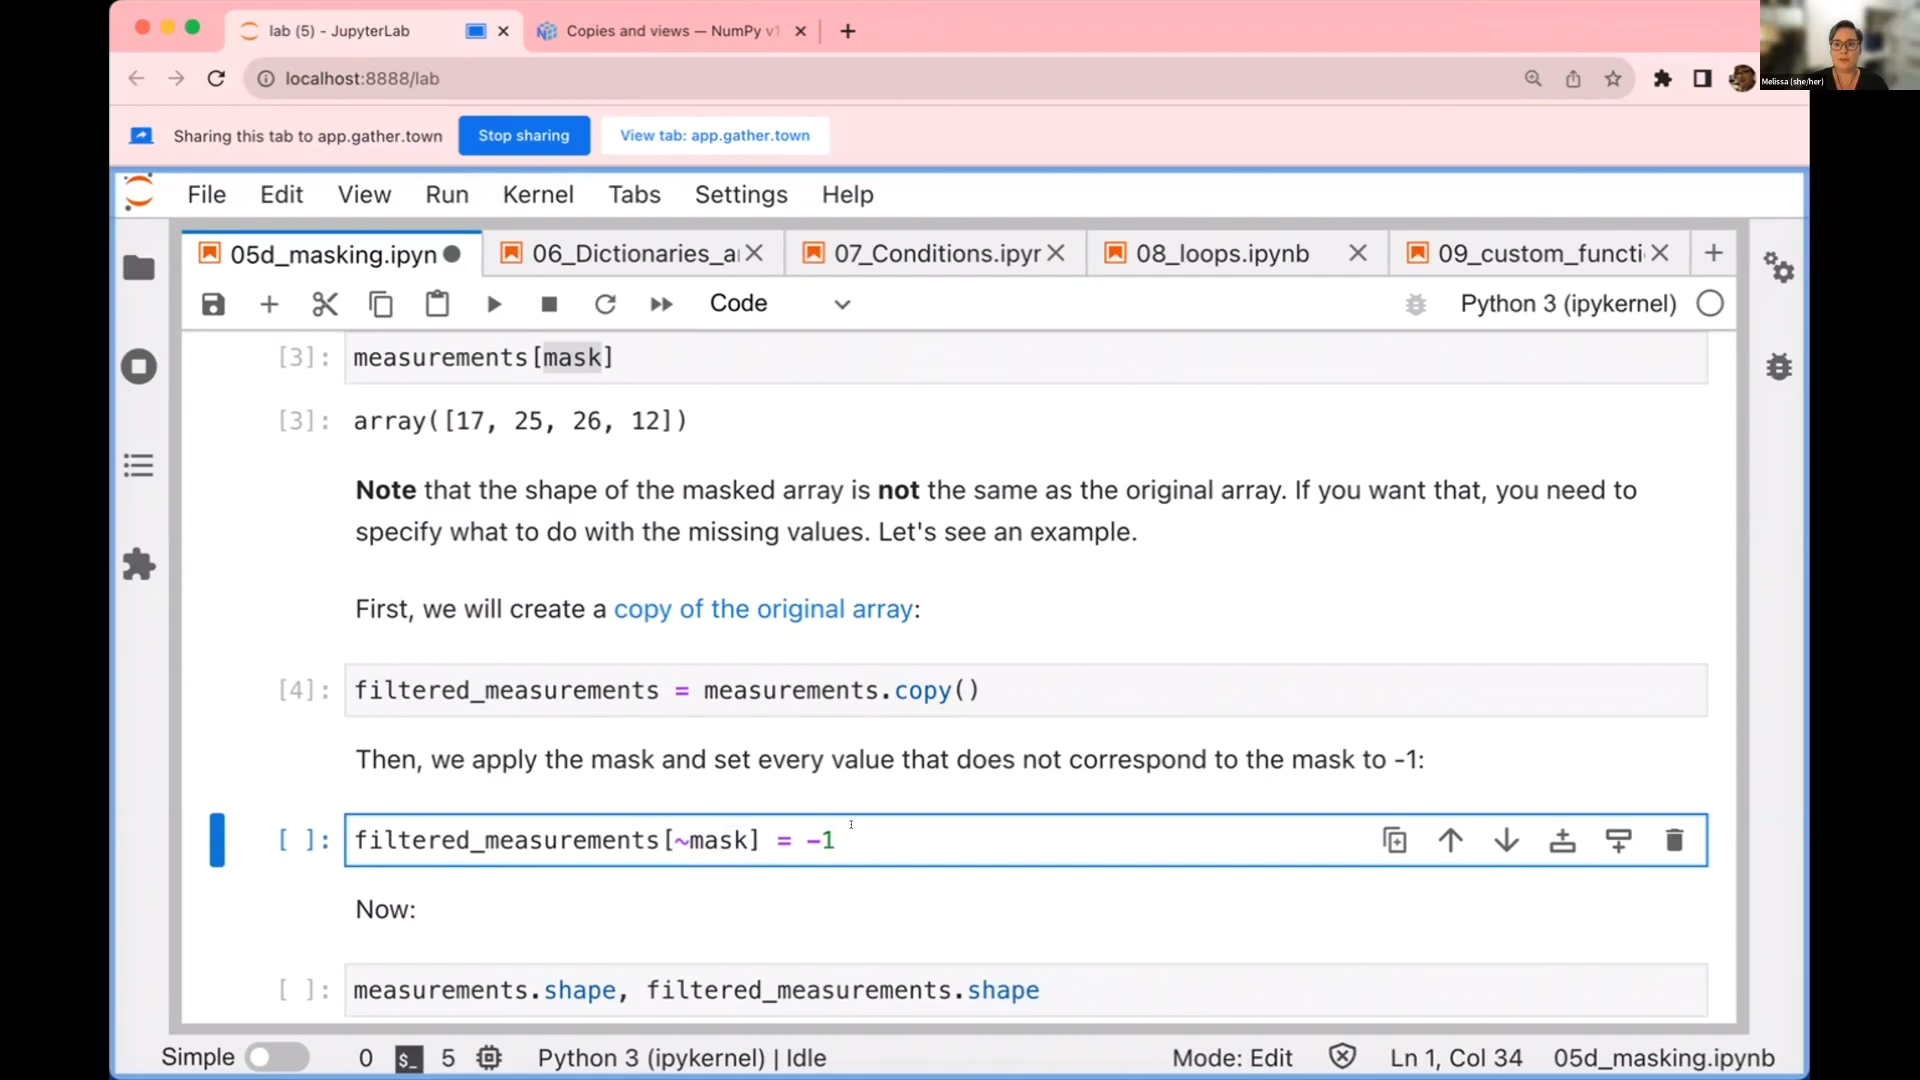 lab (5) - JupyterLab
Copies and views — NumPy v1
localhost:8888/lab
Melissa (she/her)
Sharing this tab to app.gather.town
Stop sharing
View tab: app.gather.town
File Edit View Run Kernel Tabs Settings Help
05d_masking.ipyn
06_Dictionaries_a
07_Conditions.ipyr
08_loops.ipynb
09_custom_functi
Code
Python 3 (ipykernel)
[3]: measurements[mask]
[3]: array([17, 25, 26, 12])
Note that the shape of the masked array is not the same as the original array. If you want that, you need to
specify what to do with the missing values. Let's see an example.
First, we will create a copy of the original array:
[4]: filtered_measurements = measurements.copy()
Then, we apply the mask and set every value that does not correspond to the mask to -1:
[ ]: filtered_measurements[~mask] = -1
Now:
[ ]: measurements.shape, filtered_measurements.shape
Simple 0 $_ 5 Python 3 (ipykernel) | Idle Mode: Edit Ln 1, Col 34 05d_masking.ipynb